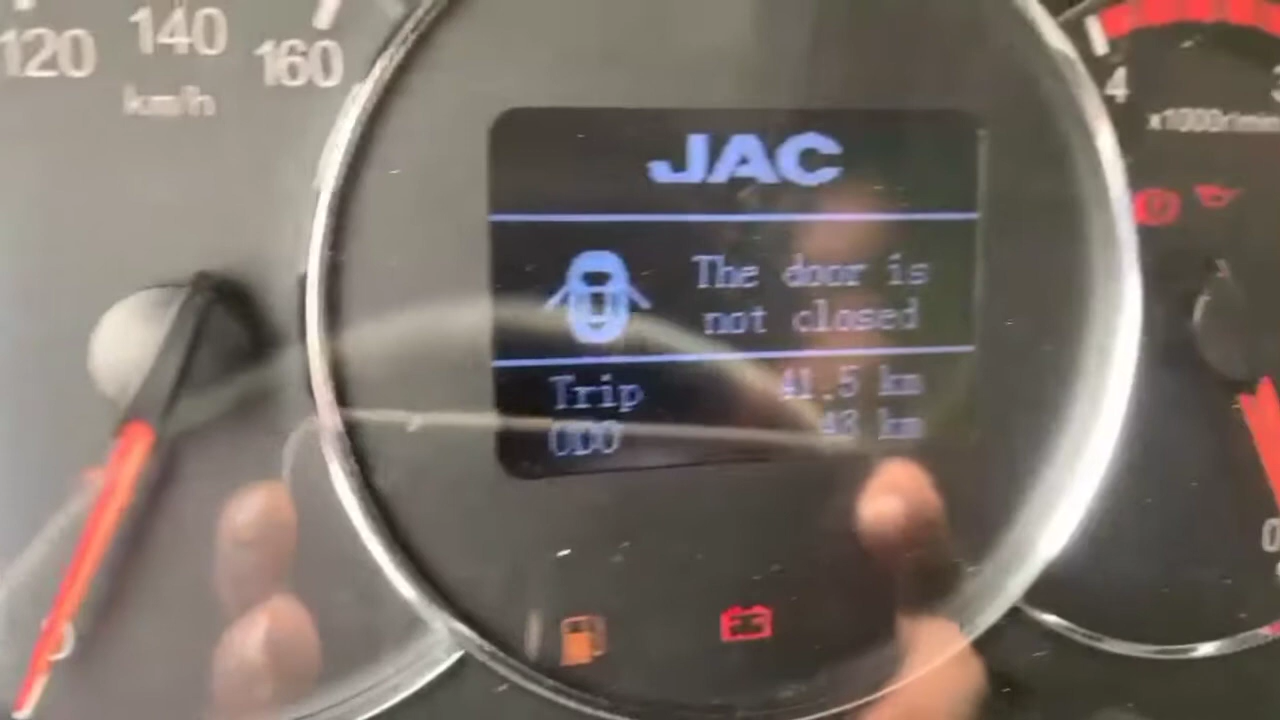 120
140
160
km/h
4
x1000r/min
JAC
The door is
not closed
Trip 41.5 km
ODO 43 km
0